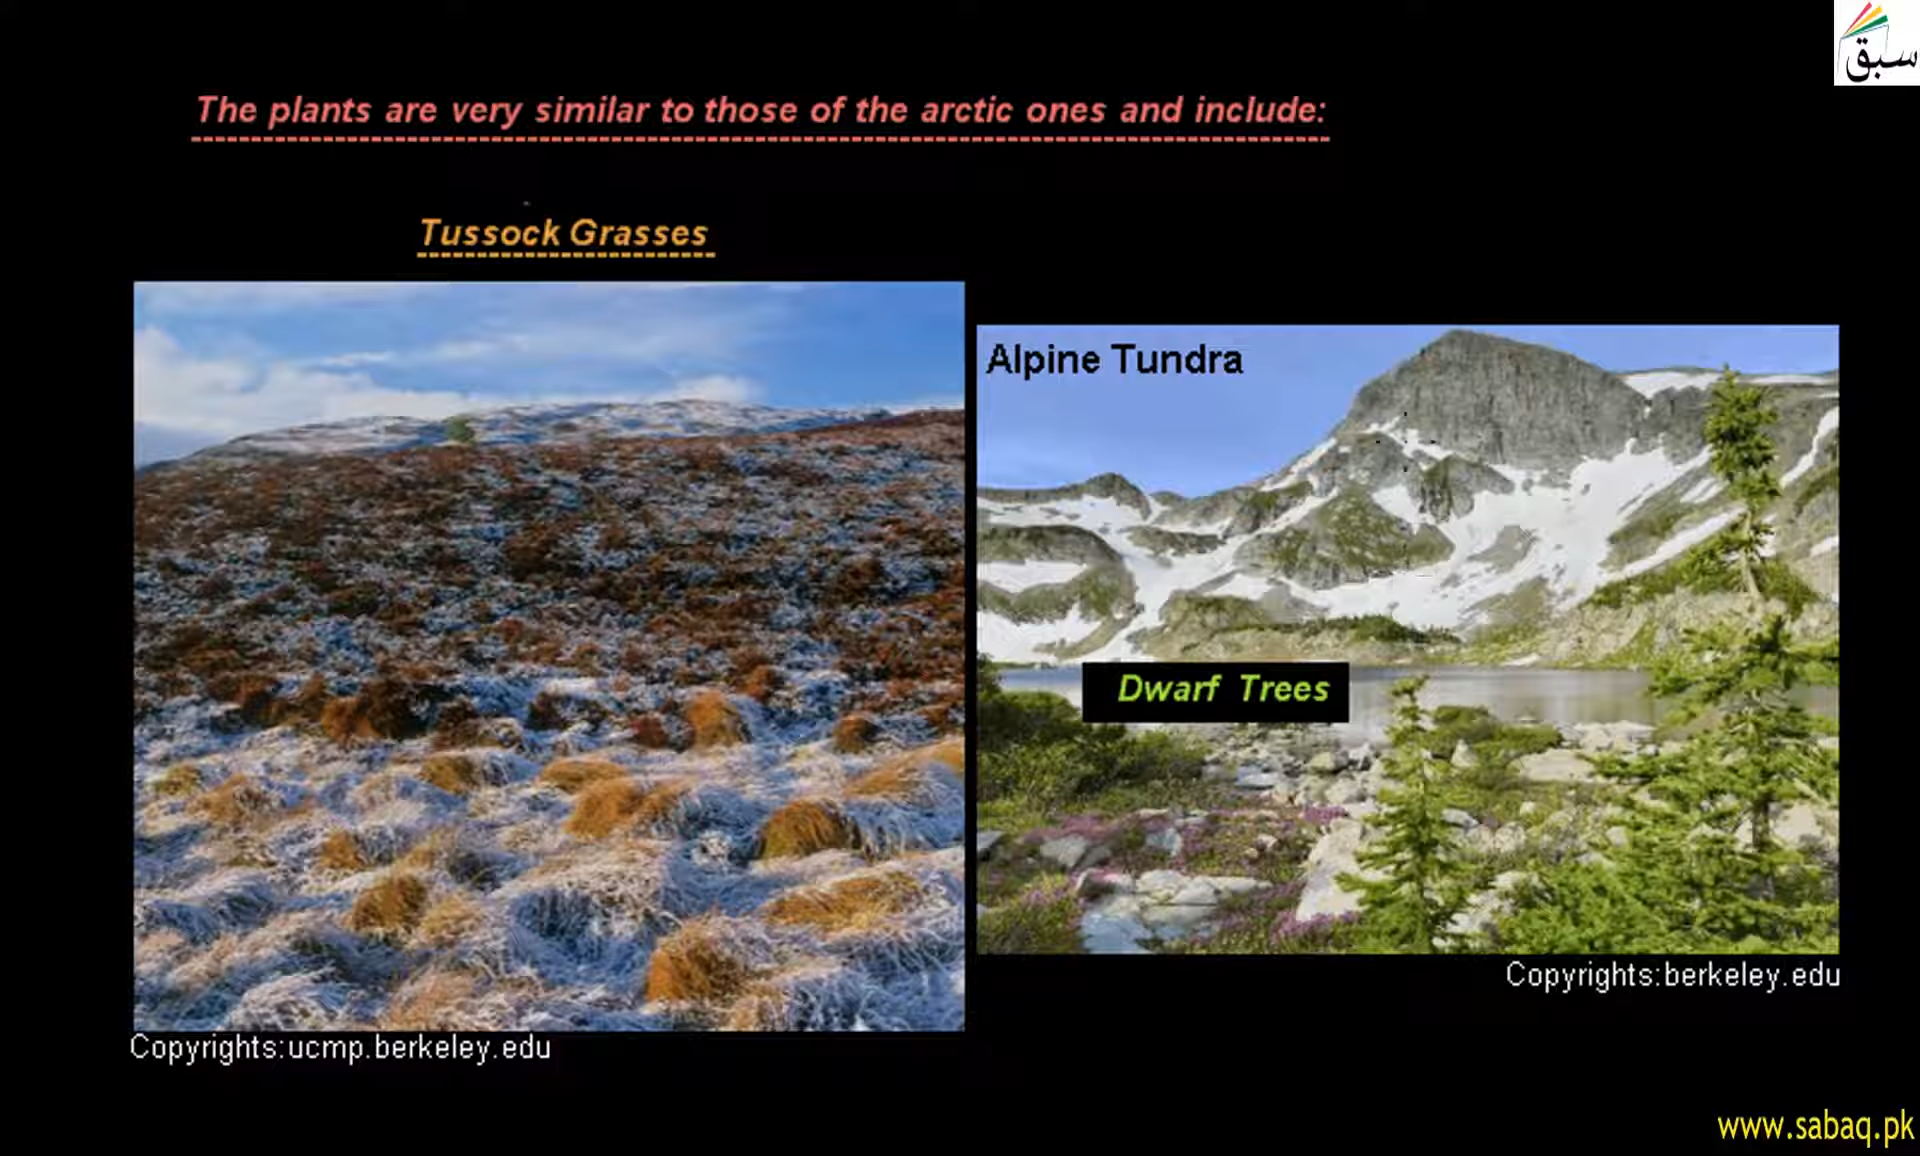 سبق
The plants are very similar to those of the arctic ones and include:
Tussock Grasses
Alpine Tundra
Dwarf Trees
Copyrights:berkeley.edu
Copyrights:ucmp.berkeley.edu
www.sabaq.pk